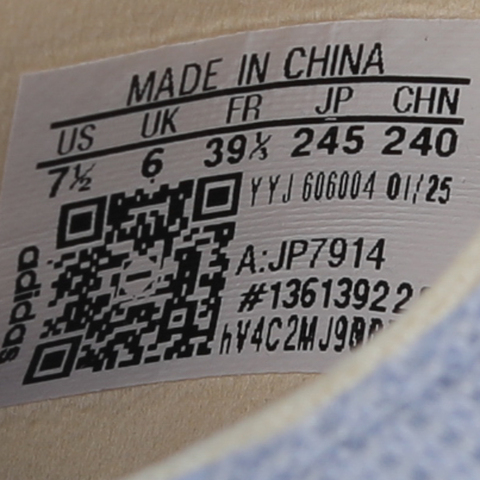 MADE IN CHINA
US UK FR JP CHN
7½ 6 39⅓ 245 240
YYJ 606004 01/25
A:JP7914
#13613922
adidas